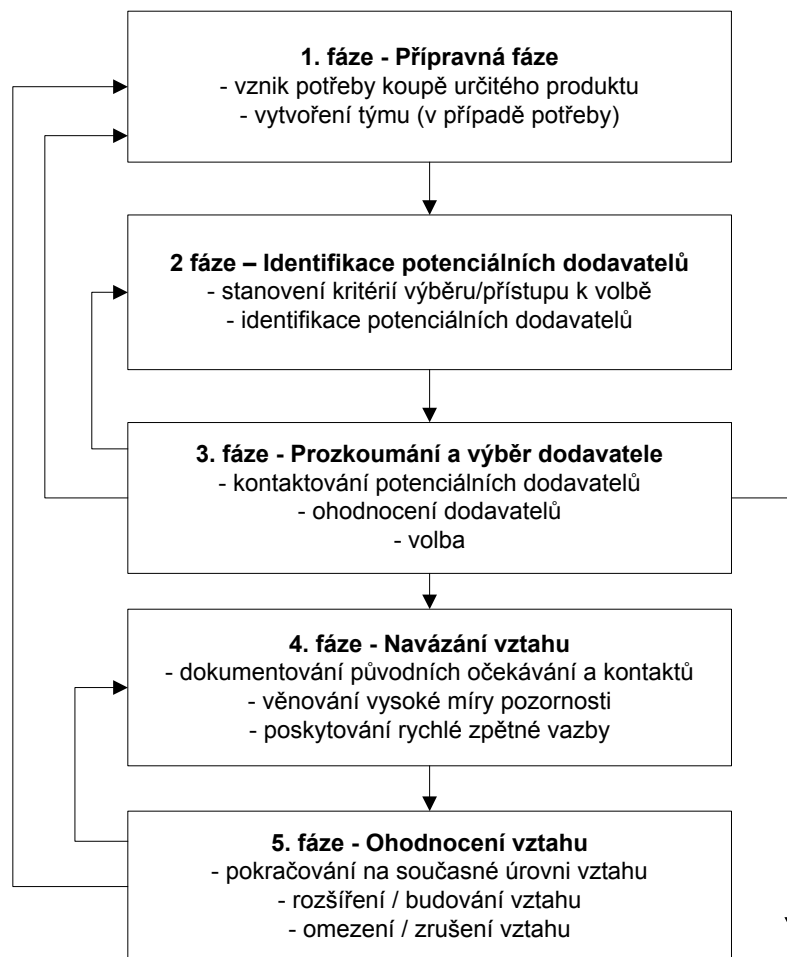 1. fáze - Přípravná fáze
- vznik potřeby koupě určitého produktu
- vytvoření týmu (v případě potřeby)
2 fáze – Identifikace potenciálních dodavatelů
- stanovení kritérií výběru/přístupu k volbě
- identifikace potenciálních dodavatelů
3. fáze - Prozkoumání a výběr dodavatele
- kontaktování potenciálních dodavatelů
- ohodnocení dodavatelů
- volba
4. fáze - Navázání vztahu
- dokumentování původních očekávání a kontaktů
- věnování vysoké míry pozornosti
- poskytování rychlé zpětné vazby
5. fáze - Ohodnocení vztahu
- pokračování na současné úrovni vztahu
- rozšíření / budování vztahu
- omezení / zrušení vztahu